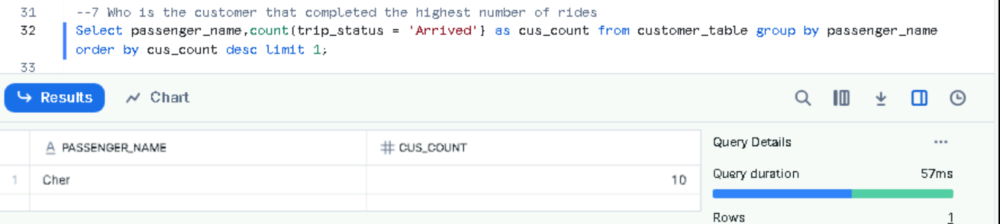 31 --7 Who is the customer that completed the highest number of rides
32 Select passenger_name,count(trip_status = 'Arrived'} as cus_count from customer_table group by passenger_name
order by cus_count desc limit 1;
33
Results Chart
A PASSENGER_NAME # CUS_COUNT
1 Cher 10
Query Details ...
Query duration 57ms
Rows 1